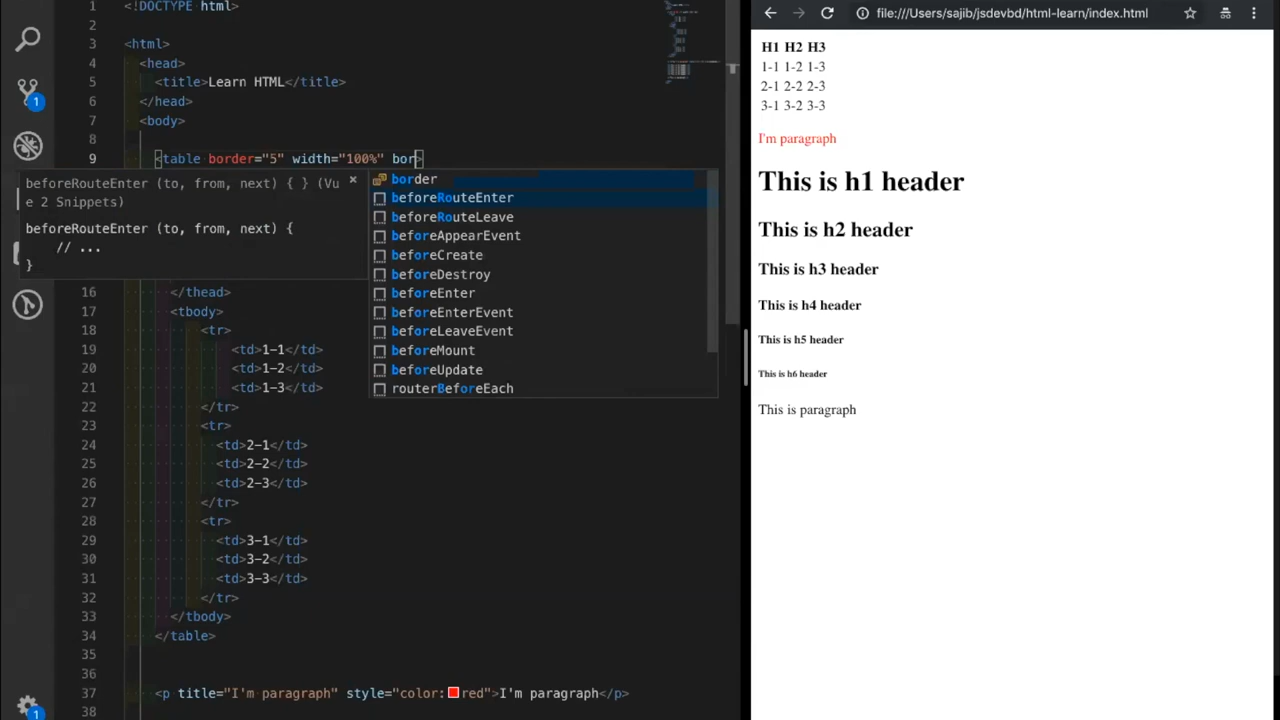 1 <!DOCTYPE html>
2
3 <html>
4 <head>
5 <title>Learn HTML</title>
6 </head>
7 <body>
8
9 <table border="5" width="100%" bor>
beforeRouteEnter (to, from, next) { } (Vu
e 2 Snippets)
×
beforeRouteEnter (to, from, next) {
// ...
}
border
beforeRouteEnter
beforeRouteLeave
beforeAppearEvent
beforeCreate
beforeDestroy
beforeEnter
beforeEnterEvent
beforeLeaveEvent
beforeMount
beforeUpdate
routerBeforeEach
16 </thead>
17 <tbody>
18 <tr>
19 <td>1-1</td>
20 <td>1-2</td>
21 <td>1-3</td>
22 </tr>
23 <tr>
24 <td>2-1</td>
25 <td>2-2</td>
26 <td>2-3</td>
27 </tr>
28 <tr>
29 <td>3-1</td>
30 <td>3-2</td>
31 <td>3-3</td>
32 </tr>
33 </tbody>
34 </table>
35
36
37 <p title="I'm paragraph" style="color:red">I'm paragraph</p>
38
1
1
file:///Users/sajib/jsdevbd/html-learn/index.html
H1 H2 H3
1-1 1-2 1-3
2-1 2-2 2-3
3-1 3-2 3-3
I'm paragraph
This is h1 header
This is h2 header
This is h3 header
This is h4 header
This is h5 header
This is h6 header
This is paragraph